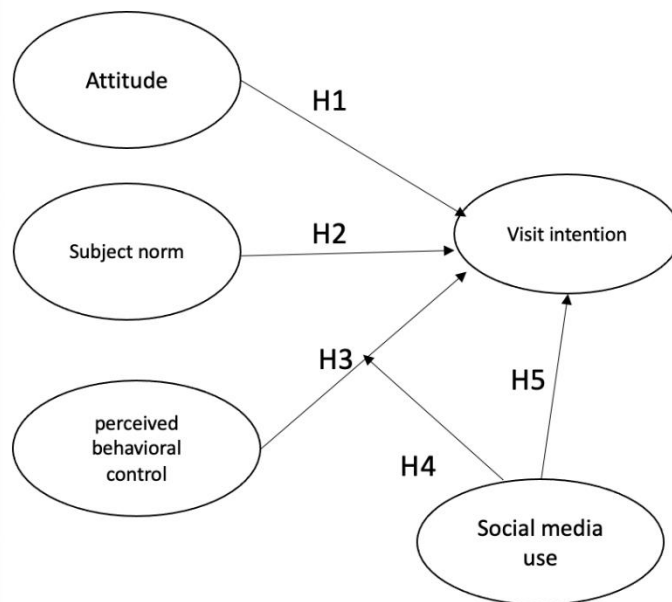 Attitude
H1
Subject norm
H2
Visit intention
H3
perceived
behavioral
control
H4
H5
Social media
use